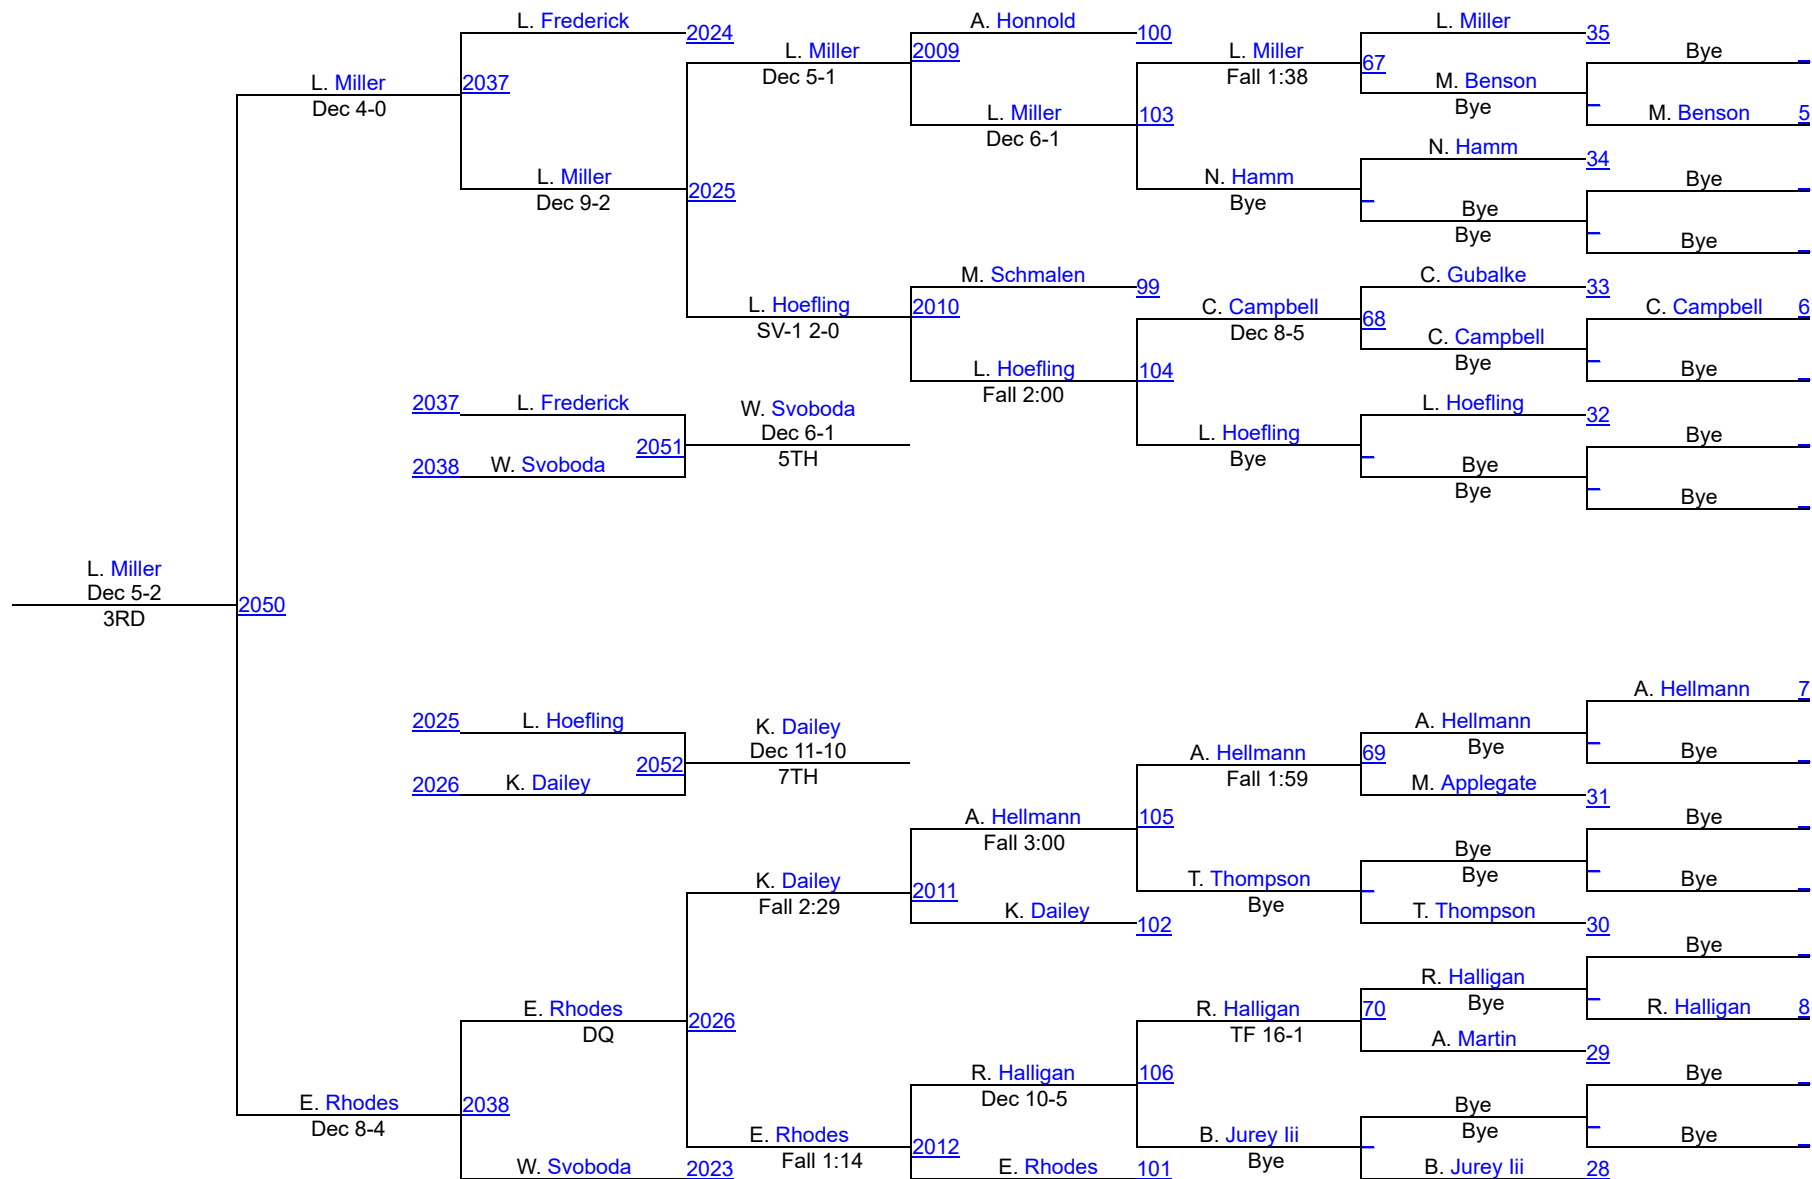 L. Frederick
2024
L. Miller
Dec 4-0
2037
L. Miller
Dec 9-2
L. Miller
Dec 5-1
2025
A. Honnold
100
2009
L. Miller
Dec 6-1
L. Miller
Fall 1:38
103
N. Hamm
Bye
L. Miller
35
67
M. Benson
Bye
Bye
M. Benson 5
N. Hamm
34
Bye
Bye
Bye
Bye
L. Hoefling
SV-1 2-0
M. Schmalen
99
2010
L. Hoefling
Fall 2:00
C. Campbell
Dec 8-5
104
L. Hoefling
Bye
C. Gubalke
33
68
C. Campbell
Bye
C. Campbell 6
Bye
L. Hoefling
32
Bye
Bye
Bye
Bye
2037 L. Frederick
2051
2038 W. Svoboda
W. Svoboda
Dec 6-1
5TH
L. Miller
Dec 5-2
3RD
2050
2025 L. Hoefling
2052
2026 K. Dailey
K. Dailey
Dec 11-10
7TH
A. Hellmann 7
A. Hellmann
Bye
Bye
A. Hellmann
Fall 1:59
69
M. Applegate
31
A. Hellmann
Fall 3:00
105
T. Thompson
Bye
Bye
Bye
Bye
Bye
T. Thompson
30
K. Dailey
Fall 2:29
2011
K. Dailey
102
E. Rhodes
DQ
2026
R. Halligan
TF 16-1
70
R. Halligan
Bye
Bye
R. Halligan 8
A. Martin
29
R. Halligan
Dec 10-5
106
B. Jurey Iii
Bye
Bye
Bye
Bye
Bye
B. Jurey Iii
28
E. Rhodes
Dec 8-4
2038
E. Rhodes
Fall 1:14
2012
E. Rhodes
101
W. Svoboda
2023